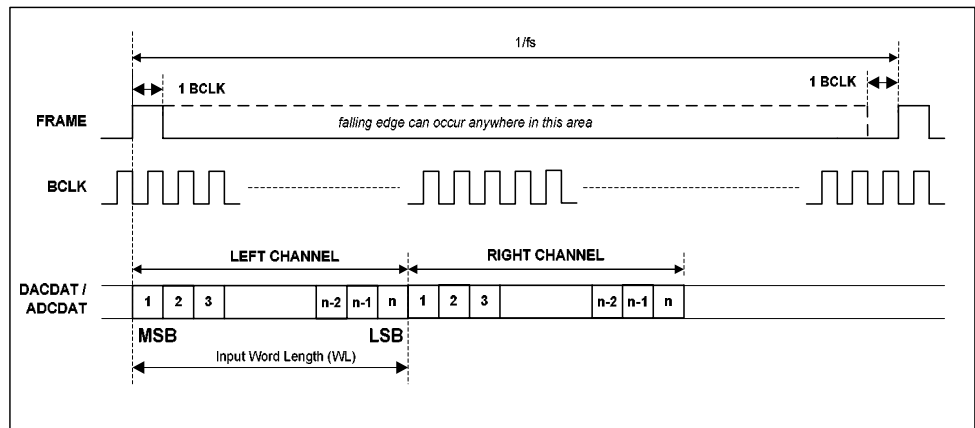 1/fs
1 BCLK
1 BCLK
FRAME
falling edge can occur anywhere in this area
BCLK
LEFT CHANNEL
RIGHT CHANNEL
DACDAT /
ADCDAT
1 2 3 n-2 n-1 n 1 2 3 n-2 n-1 n
MSB
LSB
Input Word Length (WL)